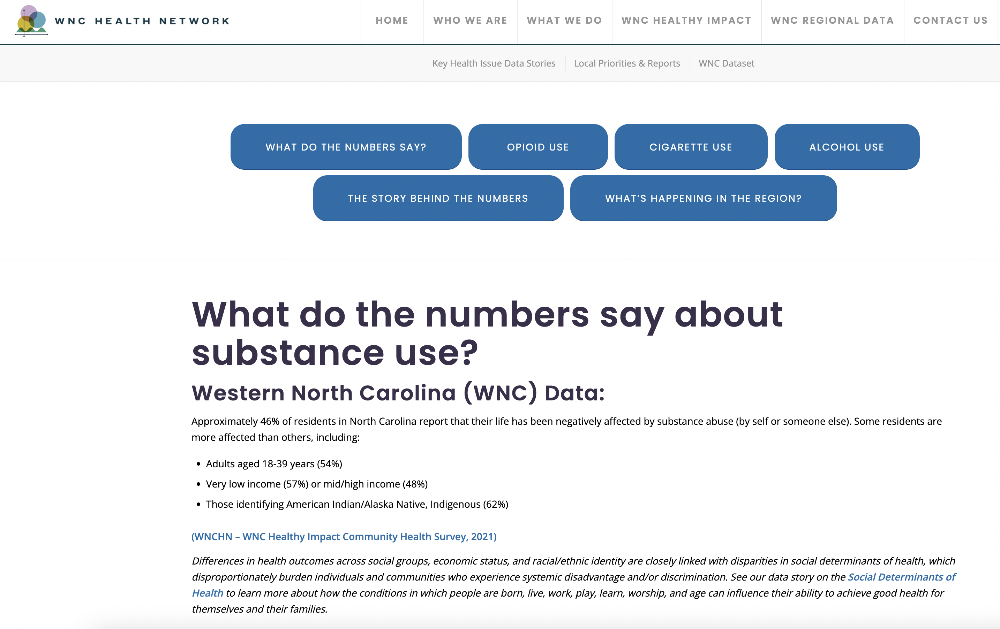 WNC HEALTH NETWORK
HOME
WHO WE ARE
WHAT WE DO
WNC HEALTHY IMPACT
WNC REGIONAL DATA
CONTACT US
Key Health Issue Data Stories
Local Priorities & Reports
WNC Dataset
WHAT DO THE NUMBERS SAY?
OPIOID USE
CIGARETTE USE
ALCOHOL USE
THE STORY BEHIND THE NUMBERS
WHAT’S HAPPENING IN THE REGION?
What do the numbers say about
substance use?
Western North Carolina (WNC) Data:
Approximately 46% of residents in North Carolina report that their life has been negatively affected by substance abuse (by self or someone else). Some residents are
more affected than others, including:
• Adults aged 18-39 years (54%)
• Very low income (57%) or mid/high income (48%)
• Those identifying American Indian/Alaska Native, Indigenous (62%)
(WNCHN – WNC Healthy Impact Community Health Survey, 2021)
Differences in health outcomes across social groups, economic status, and racial/ethnic identity are closely linked with disparities in social determinants of health, which
disproportionately burden individuals and communities who experience systemic disadvantage and/or discrimination. See our data story on the Social Determinants of
Health to learn more about how the conditions in which people are born, live, work, play, learn, worship, and age can influence their ability to achieve good health for
themselves and their families.